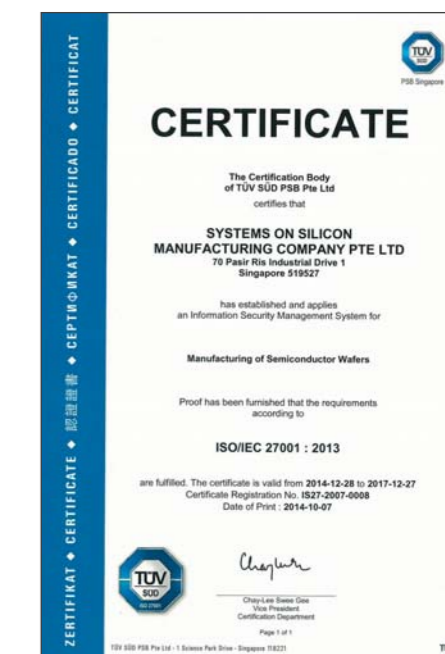 TÜV
SÜD
PSB Singapore
CERTIFICATE
The Certification Body
of TÜV SÜD PSB Pte Ltd
certifies that
SYSTEMS ON SILICON
MANUFACTURING COMPANY PTE LTD
70 Pasir Ris Industrial Drive 1
Singapore 519527
has established and applies
an Information Security Management System for
Manufacturing of Semiconductor Wafers
Proof has been furnished that the requirements
according to
ISO/IEC 27001 : 2013
are fulfilled. The certificate is valid from 2014-12-28 to 2017-12-27
Certificate Registration No. IS27-2007-0008
Date of Print : 2014-10-07
TÜV
SÜD
ISO 27001
Chay-Lee Swee Gee
Vice President
Certification Department
Page 1 of 1
TÜV SÜD PSB Pte Ltd - 1 Science Park Drive - Singapore 118221
ZERTIFIKAT ◆ CERTIFICATE ◆ 認證證書 ◆ СЕРТИФИКАТ ◆ CERTIFICADO ◆ CERTIFICAT